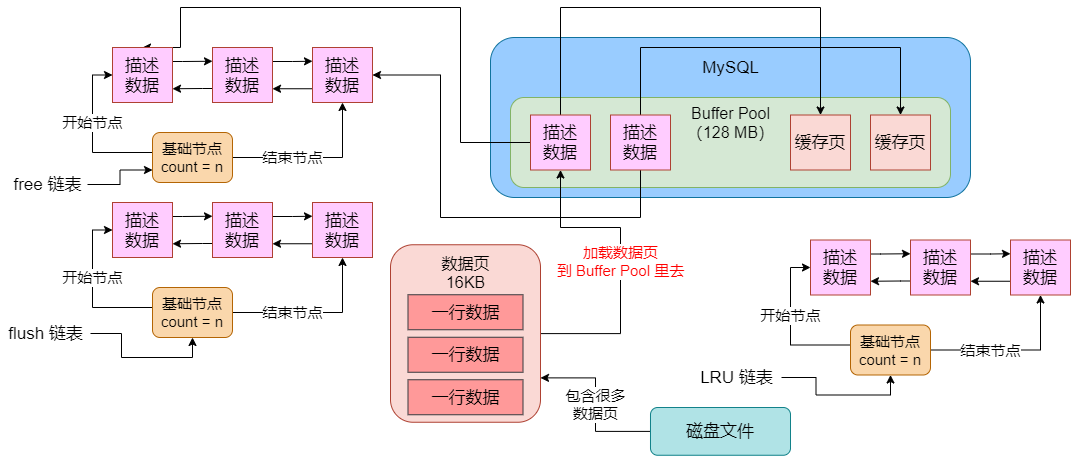 描述
数据
描述
数据
描述
数据
开始节点
基础节点
count = n
结束节点
free 链表
MySQL
Buffer Pool
（128 MB）
描述
数据
描述
数据
缓存页
缓存页
描述
数据
描述
数据
描述
数据
开始节点
基础节点
count = n
结束节点
flush 链表
数据页
16KB
一行数据
一行数据
一行数据
加载数据页
到 Buffer Pool 里去
包含很多
数据页
磁盘文件
描述
数据
描述
数据
描述
数据
开始节点
基础节点
count = n
结束节点
LRU 链表